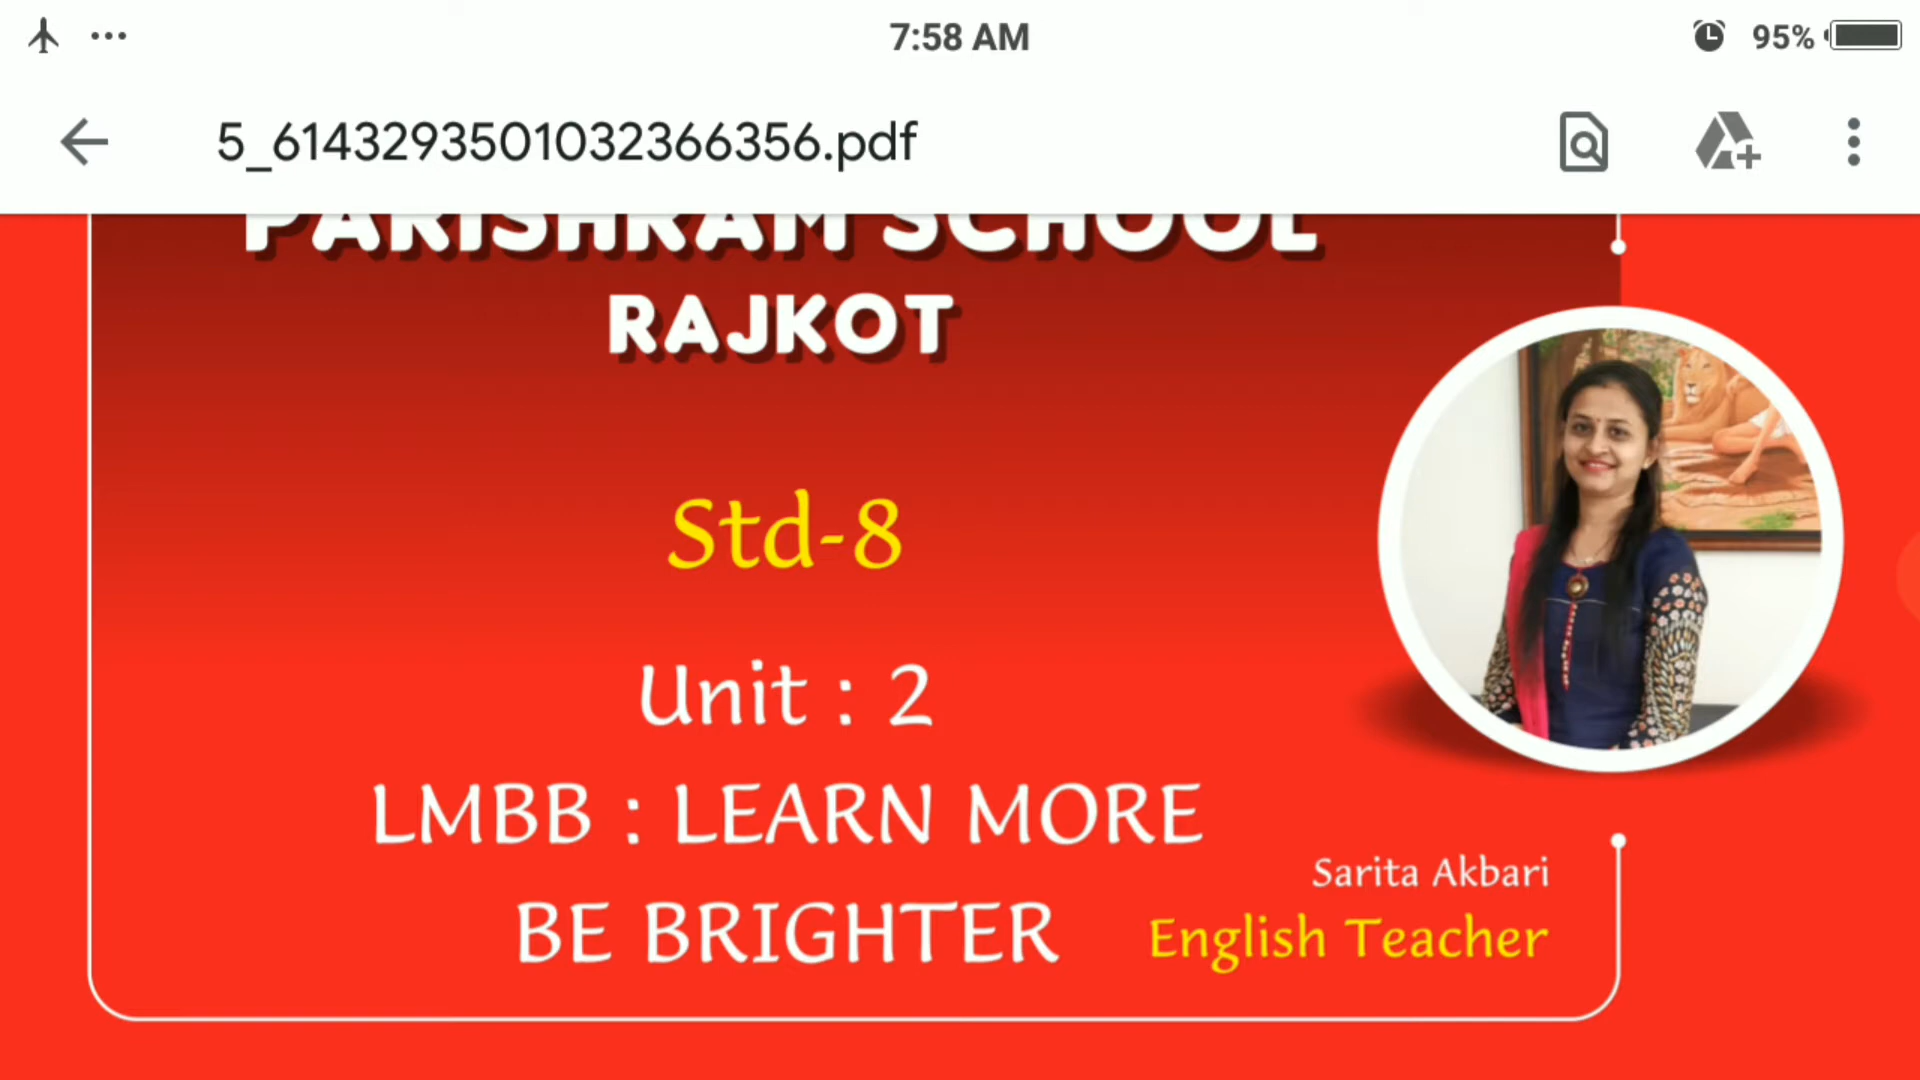 7:58 AM
95%
5_6143293501032366356.pdf
PARISHRAM SCHOOL
RAJKOT
Std-8
Unit : 2
LMBB : LEARN MORE
BE BRIGHTER
Sarita Akbari
English Teacher